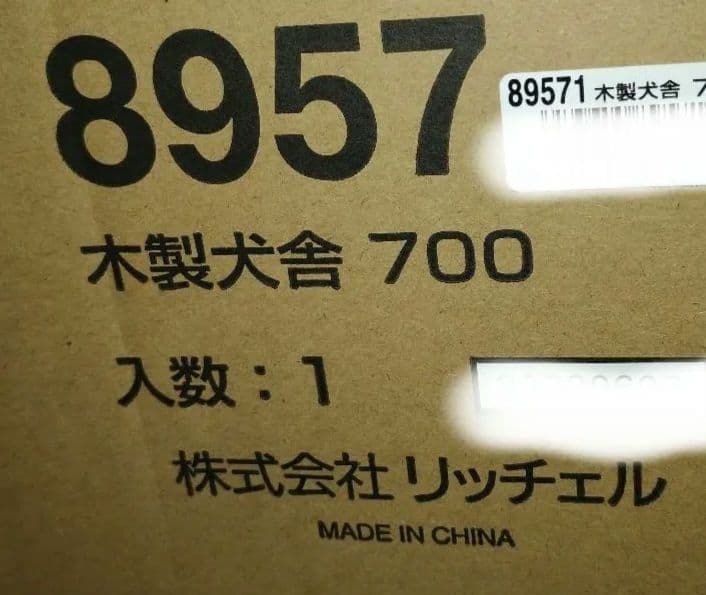 8957
89571 木製犬舎 7
木製犬舎 700
入数：1
株式会社 リッチェル
MADE IN CHINA